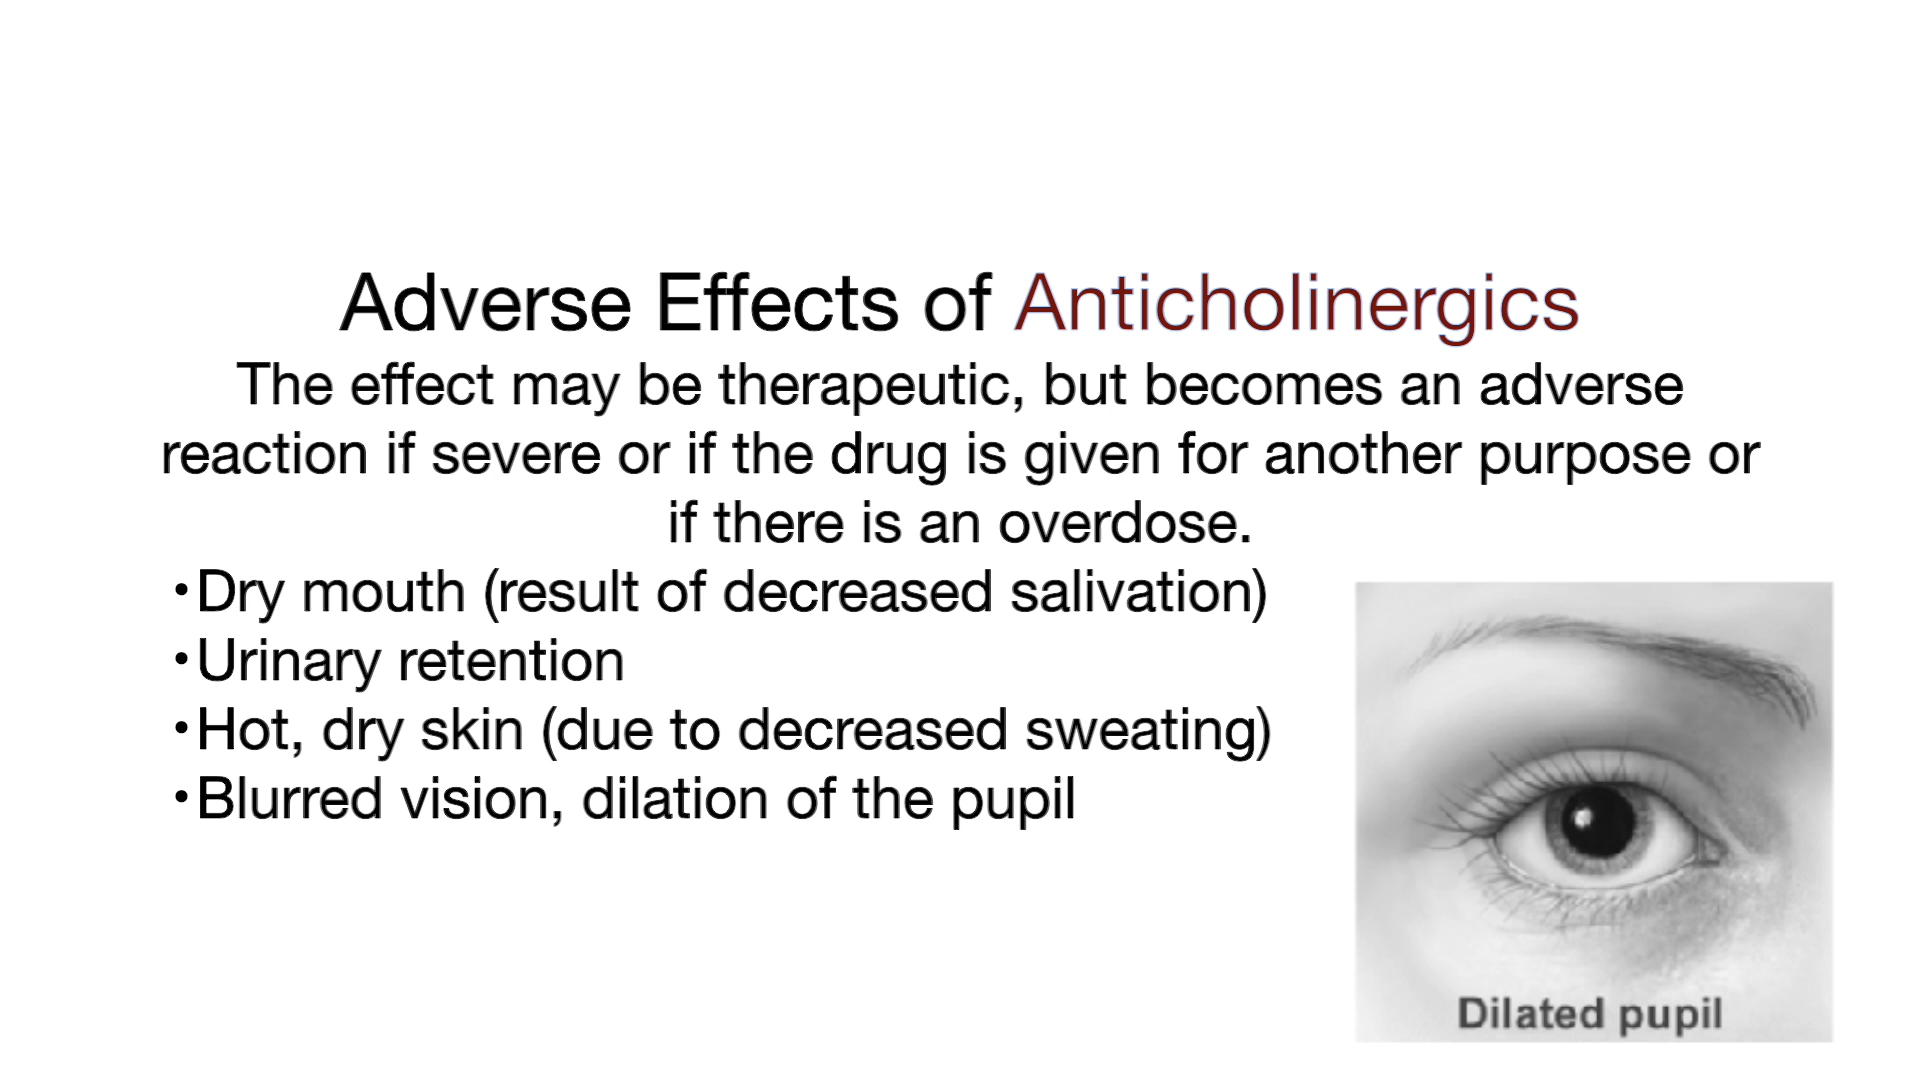 Adverse Effects of Anticholinergics
The effect may be therapeutic, but becomes an adverse
reaction if severe or if the drug is given for another purpose or
if there is an overdose.
•Dry mouth (result of decreased salivation)
•Urinary retention
•Hot, dry skin (due to decreased sweating)
•Blurred vision, dilation of the pupil
Dilated pupil